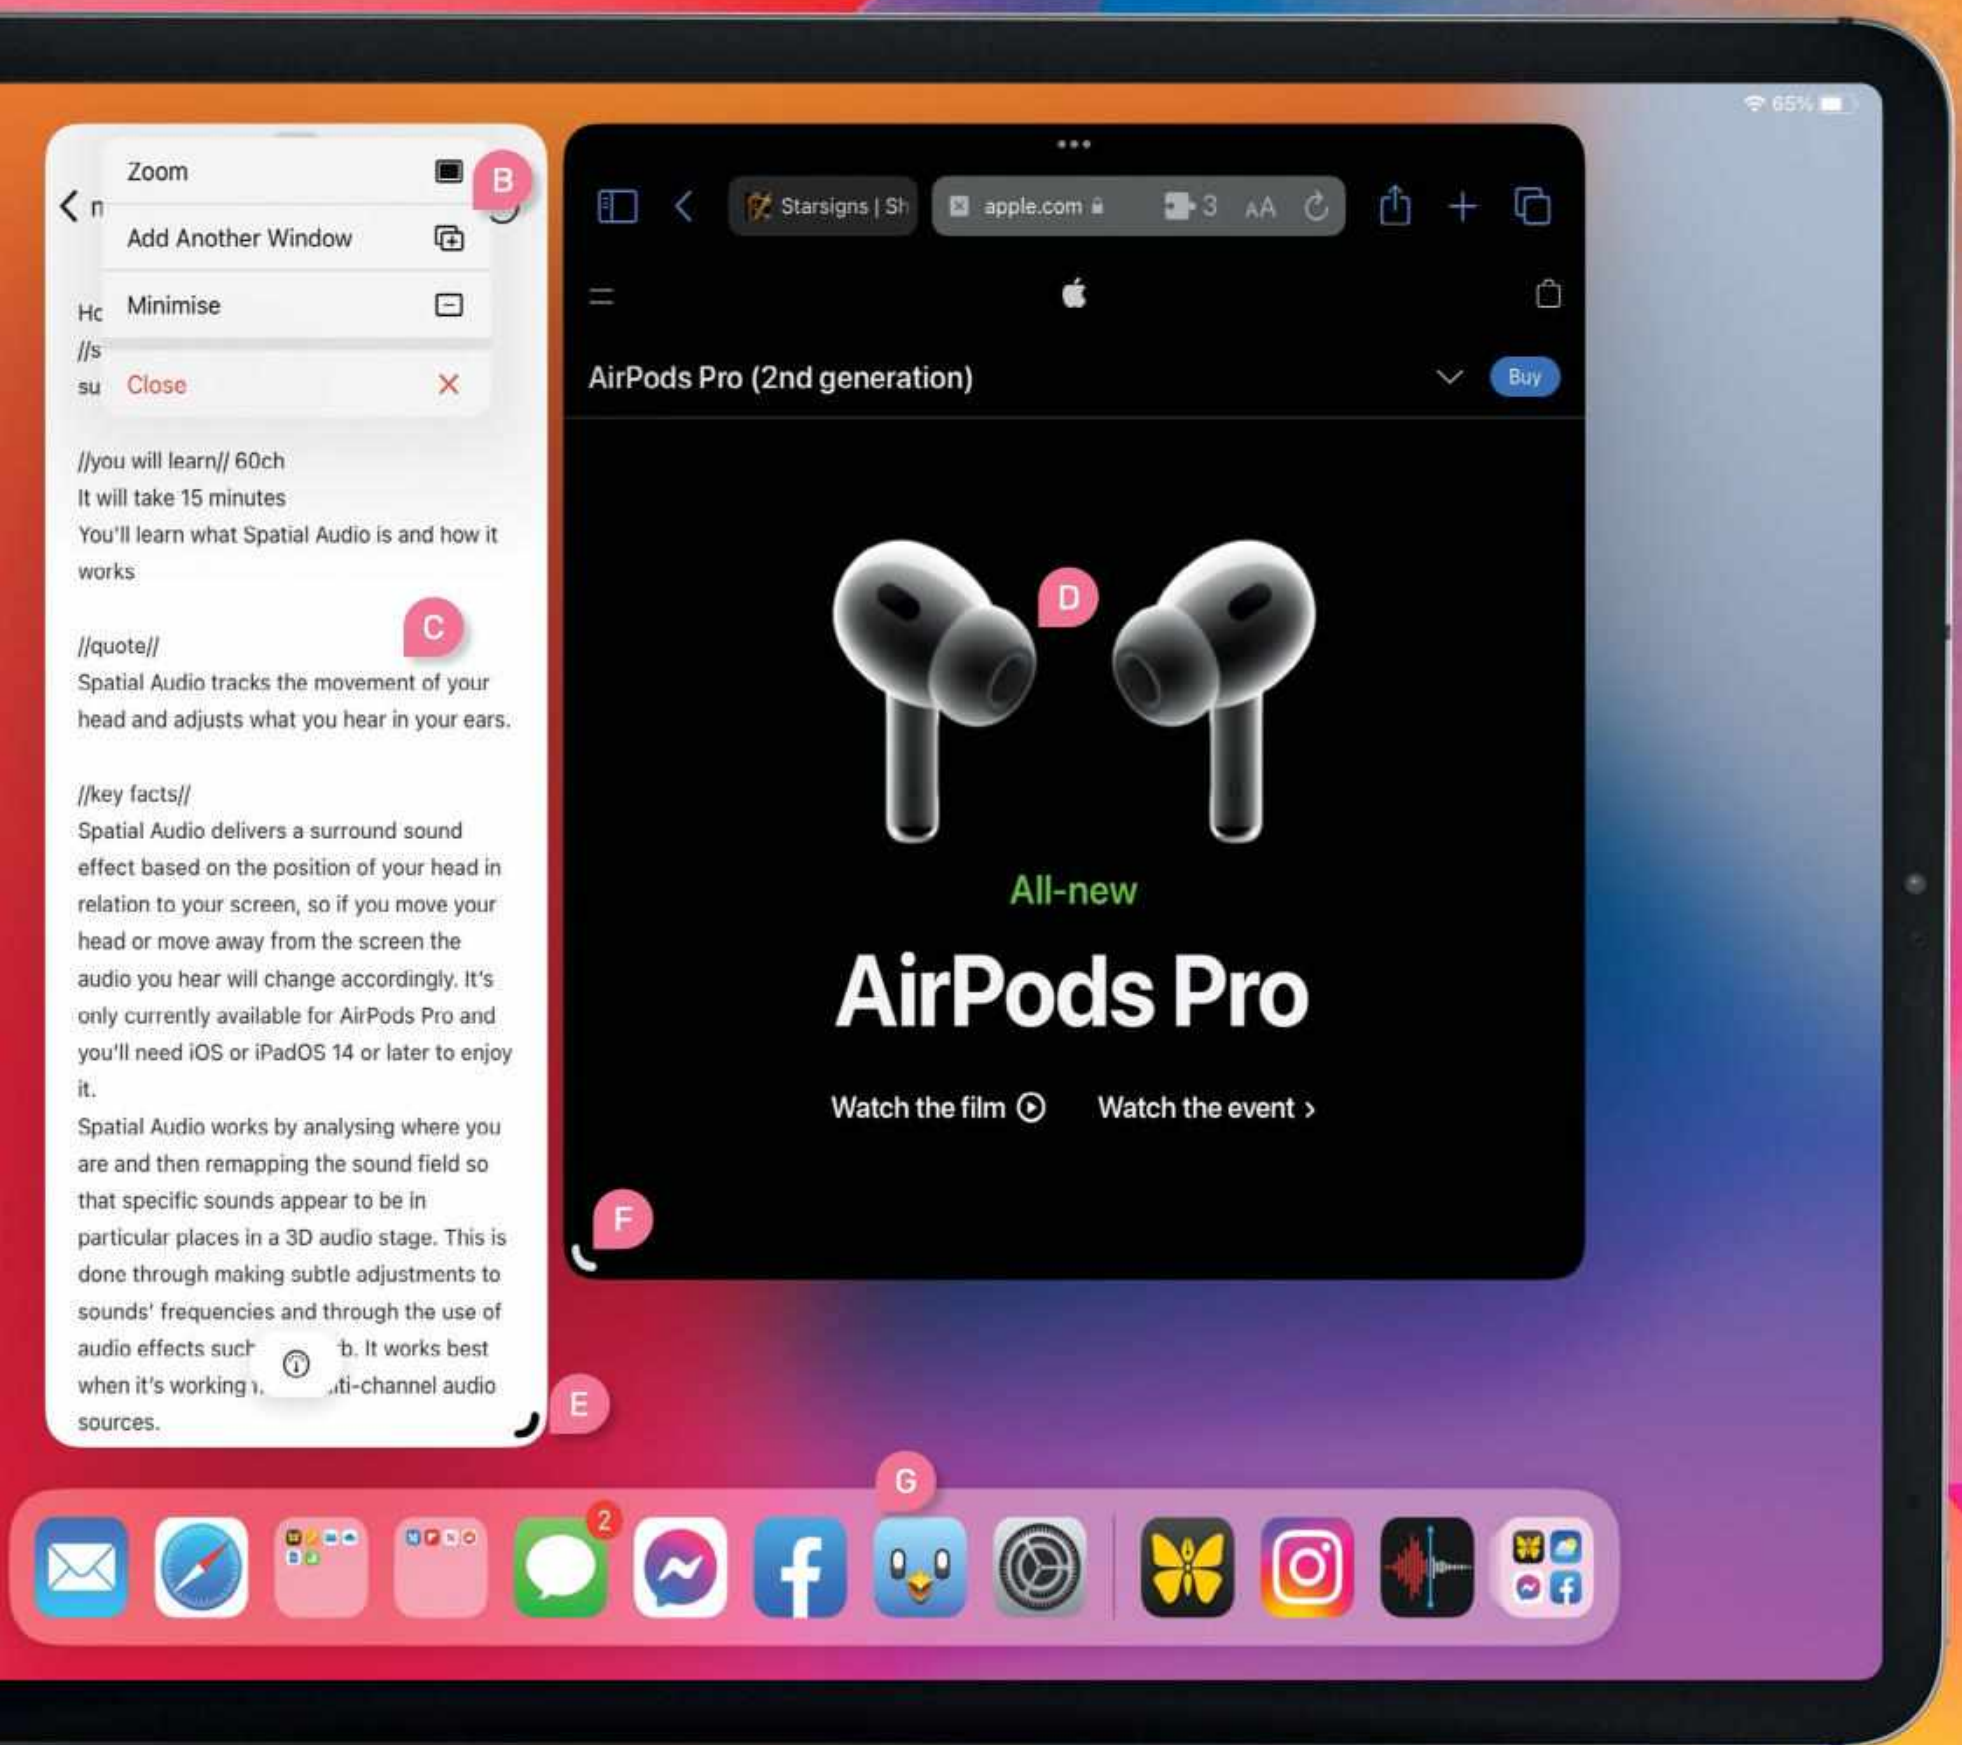 65%
Zoom
B
Add Another Window
Minimise
Close
Starsigns | Sh
apple.com
3 AA
AirPods Pro (2nd generation)
Buy
//s
su
//you will learn// 60ch
It will take 15 minutes
You'll learn what Spatial Audio is and how it
works
C
//quote//
Spatial Audio tracks the movement of your
head and adjusts what you hear in your ears.
//key facts//
Spatial Audio delivers a surround sound
effect based on the position of your head in
relation to your screen, so if you move your
head or move away from the screen the
audio you hear will change accordingly. It's
only currently available for AirPods Pro and
you'll need iOS or iPadOS 14 or later to enjoy
it.
Spatial Audio works by analysing where you
are and then remapping the sound field so
that specific sounds appear to be in
particular places in a 3D audio stage. This is
done through making subtle adjustments to
sounds' frequencies and through the use of
audio effects such b. It works best
when it's working ti-channel audio
sources.
E
D
All-new
AirPods Pro
Watch the film
Watch the event >
F
G
2